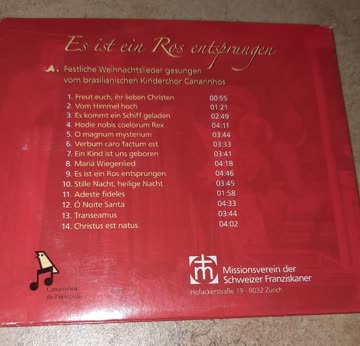 Es ist ein Ros entsprungen
Festliche Weihnachtslieder gesungen
vom brasilianischen Kinderchor Canarinhos
1 Freut euch, ihr lieben Christen 00:55
2 Vom Himmel hoch 01:21
3 Es kommt ein Schiff geladen 02:49
4 Hodie nobis coelorum Rex 04:11
5 O magnum mysterium 03:44
6 Verbum caro factum est 03:33
7 Ein Kind ist uns geboren 03:41
8 Mariä Wiegenlied 04:18
9 Es ist ein Ros entsprungen 04:46
10 Stille Nacht, heilige Nacht 03:45
11 Adeste fideles 01:58
12 Ó Noite Santa 04:33
13 Transeamus 03:44
14 Christus est natus 04:02
Canarinhos
de Petrópolis
Missionsverein der
Schweizer Franziskaner
Hofackerstraße 19 - 8032 Zürich